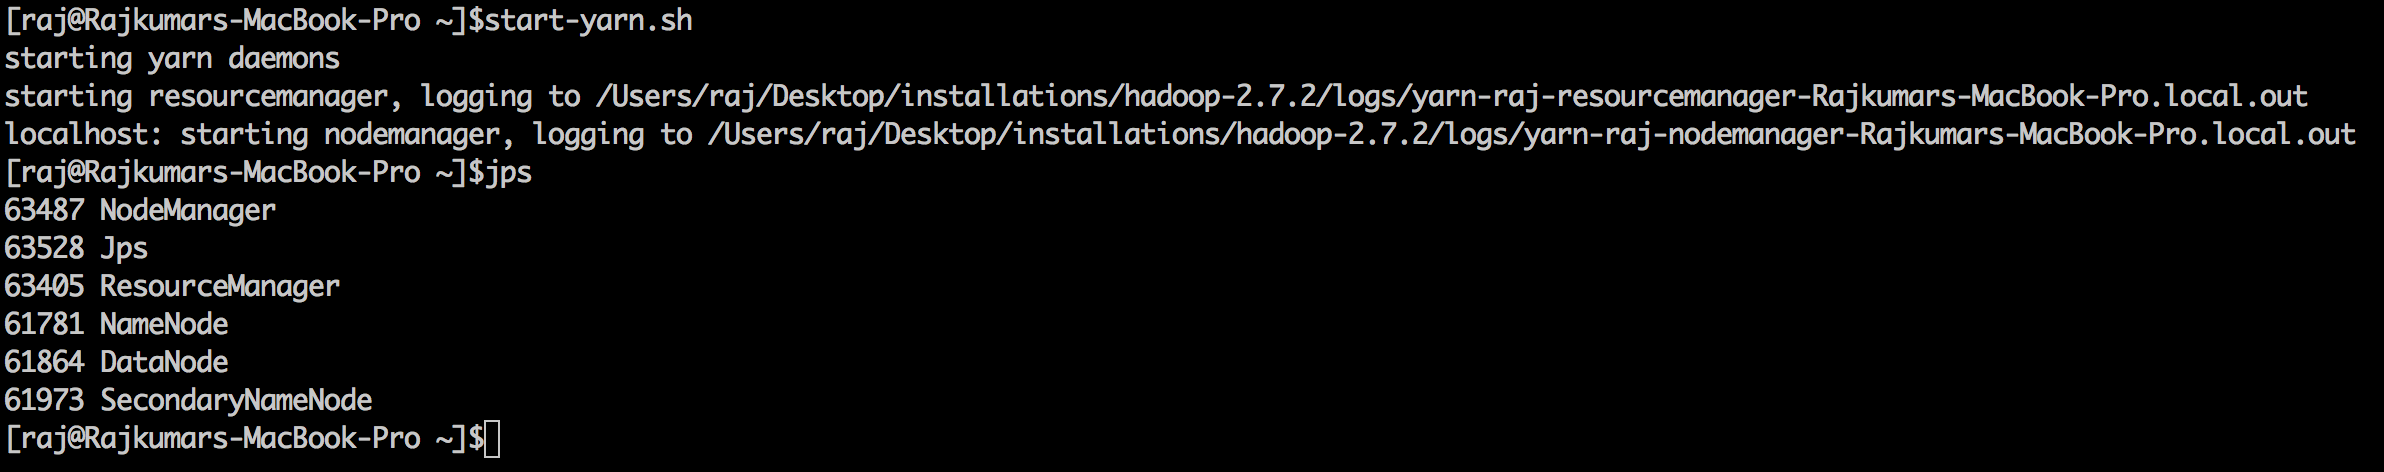 [raj@Rajkumars-MacBook-Pro ~]$start-yarn.sh
starting yarn daemons
starting resourcemanager, logging to /Users/raj/Desktop/installations/hadoop-2.7.2/logs/yarn-raj-resourcemanager-Rajkumars-MacBook-Pro.local.out
localhost: starting nodemanager, logging to /Users/raj/Desktop/installations/hadoop-2.7.2/logs/yarn-raj-nodemanager-Rajkumars-MacBook-Pro.local.out
[raj@Rajkumars-MacBook-Pro ~]$jps
63487 NodeManager
63528 Jps
63405 ResourceManager
61781 NameNode
61864 DataNode
61973 SecondaryNameNode
[raj@Rajkumars-MacBook-Pro ~]$